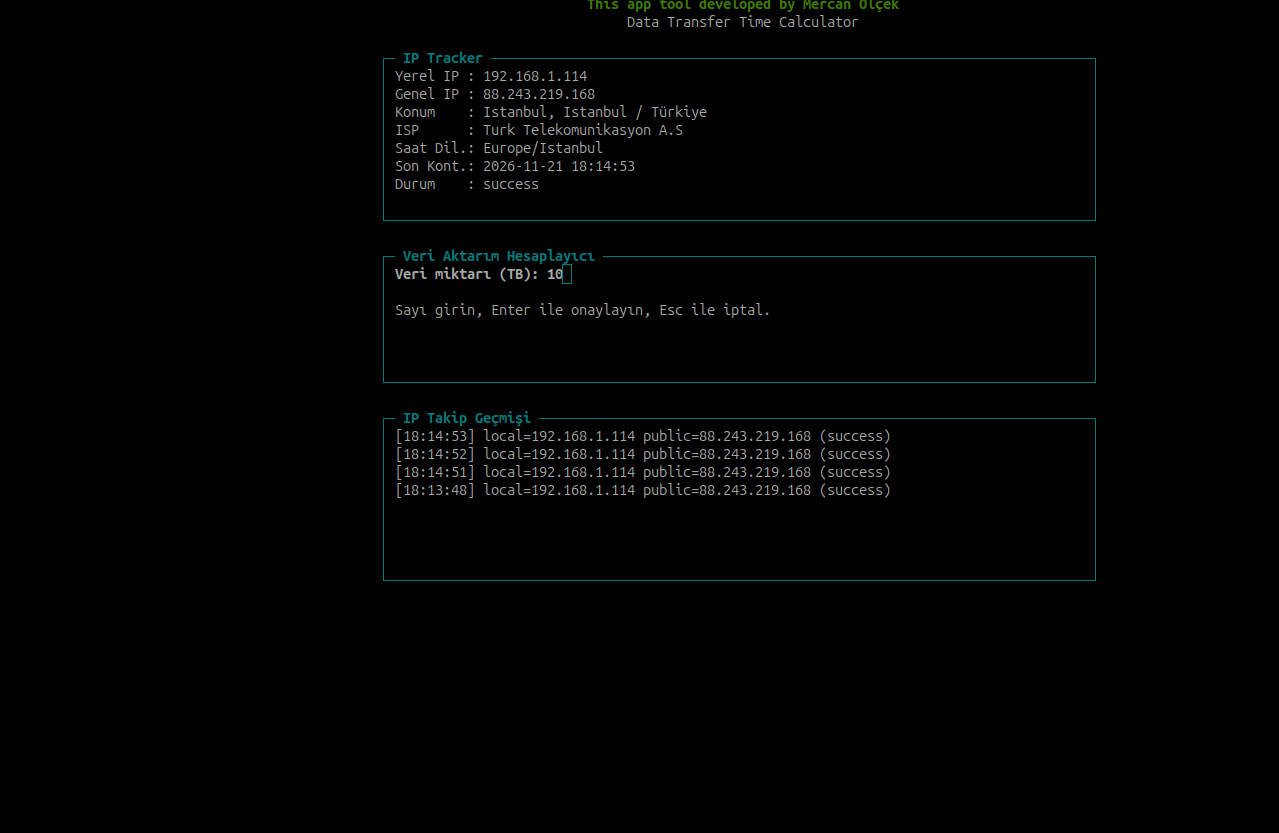 This app tool developed by Mercan Ölçek
Data Transfer Time Calculator
IP Tracker
Yerel IP : 192.168.1.114
Genel IP : 88.243.219.168
Konum    : Istanbul, Istanbul / Türkiye
ISP      : Turk Telekomunikasyon A.S
Saat Dil.: Europe/Istanbul
Son Kont.: 2026-11-21 18:14:53
Durum    : success
Veri Aktarım Hesaplayıcı
Veri miktarı (TB): 10
Sayı girin, Enter ile onaylayın, Esc ile iptal.
IP Takip Geçmişi
[18:14:53] local=192.168.1.114 public=88.243.219.168 (success)
[18:14:52] local=192.168.1.114 public=88.243.219.168 (success)
[18:14:51] local=192.168.1.114 public=88.243.219.168 (success)
[18:13:48] local=192.168.1.114 public=88.243.219.168 (success)